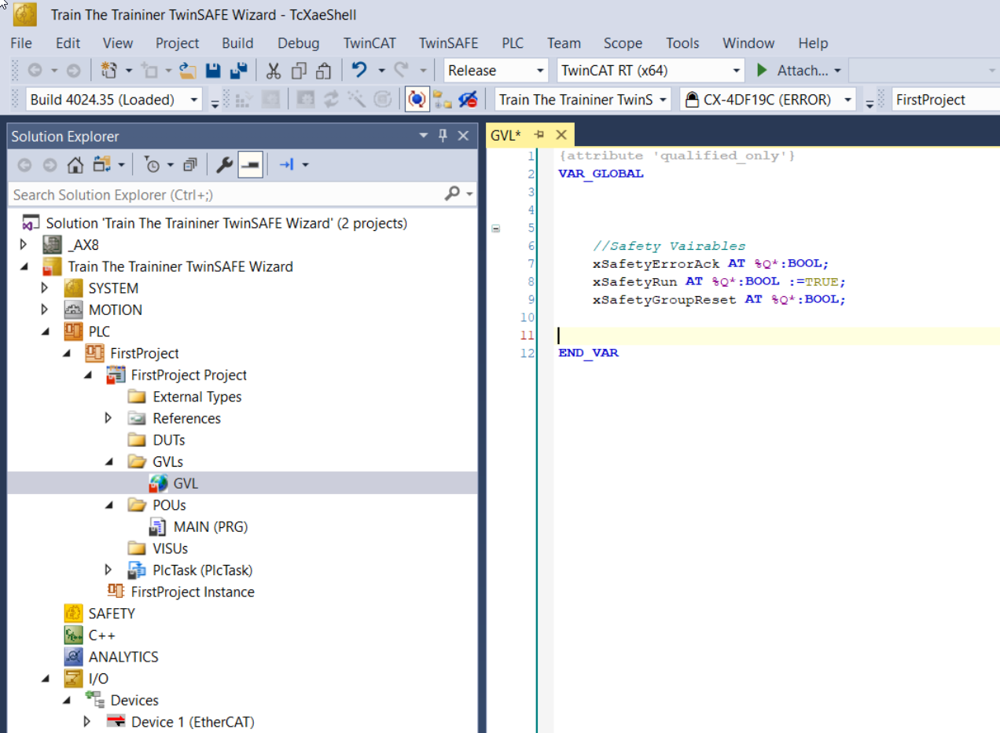 Train The Traininer TwinSAFE Wizard - TcXaeShell
File Edit View Project Build Debug TwinCAT TwinSAFE PLC Team Scope Tools Window Help
Release TwinCAT RT (x64) Attach...
Build 4024.35 (Loaded) Train The Traininer TwinS CX-4DF19C (ERROR) FirstProject
Solution Explorer
Search Solution Explorer (Ctrl+;)
Solution 'Train The Traininer TwinSAFE Wizard' (2 projects)
_AX8
Train The Traininer TwinSAFE Wizard
SYSTEM
MOTION
PLC
FirstProject
FirstProject Project
External Types
References
DUTs
GVLs
GVL
POUs
MAIN (PRG)
VISUs
PlcTask (PlcTask)
FirstProject Instance
SAFETY
C++
ANALYTICS
I/O
Devices
Device 1 (EtherCAT)
GVL*
1 {attribute 'qualified_only'}
2 VAR_GLOBAL
3
4
5
6 //Safety Vairables
7 xSafetyErrorAck AT %Q*:BOOL;
8 xSafetyRun AT %Q*:BOOL :=TRUE;
9 xSafetyGroupReset AT %Q*:BOOL;
10
11
12 END_VAR